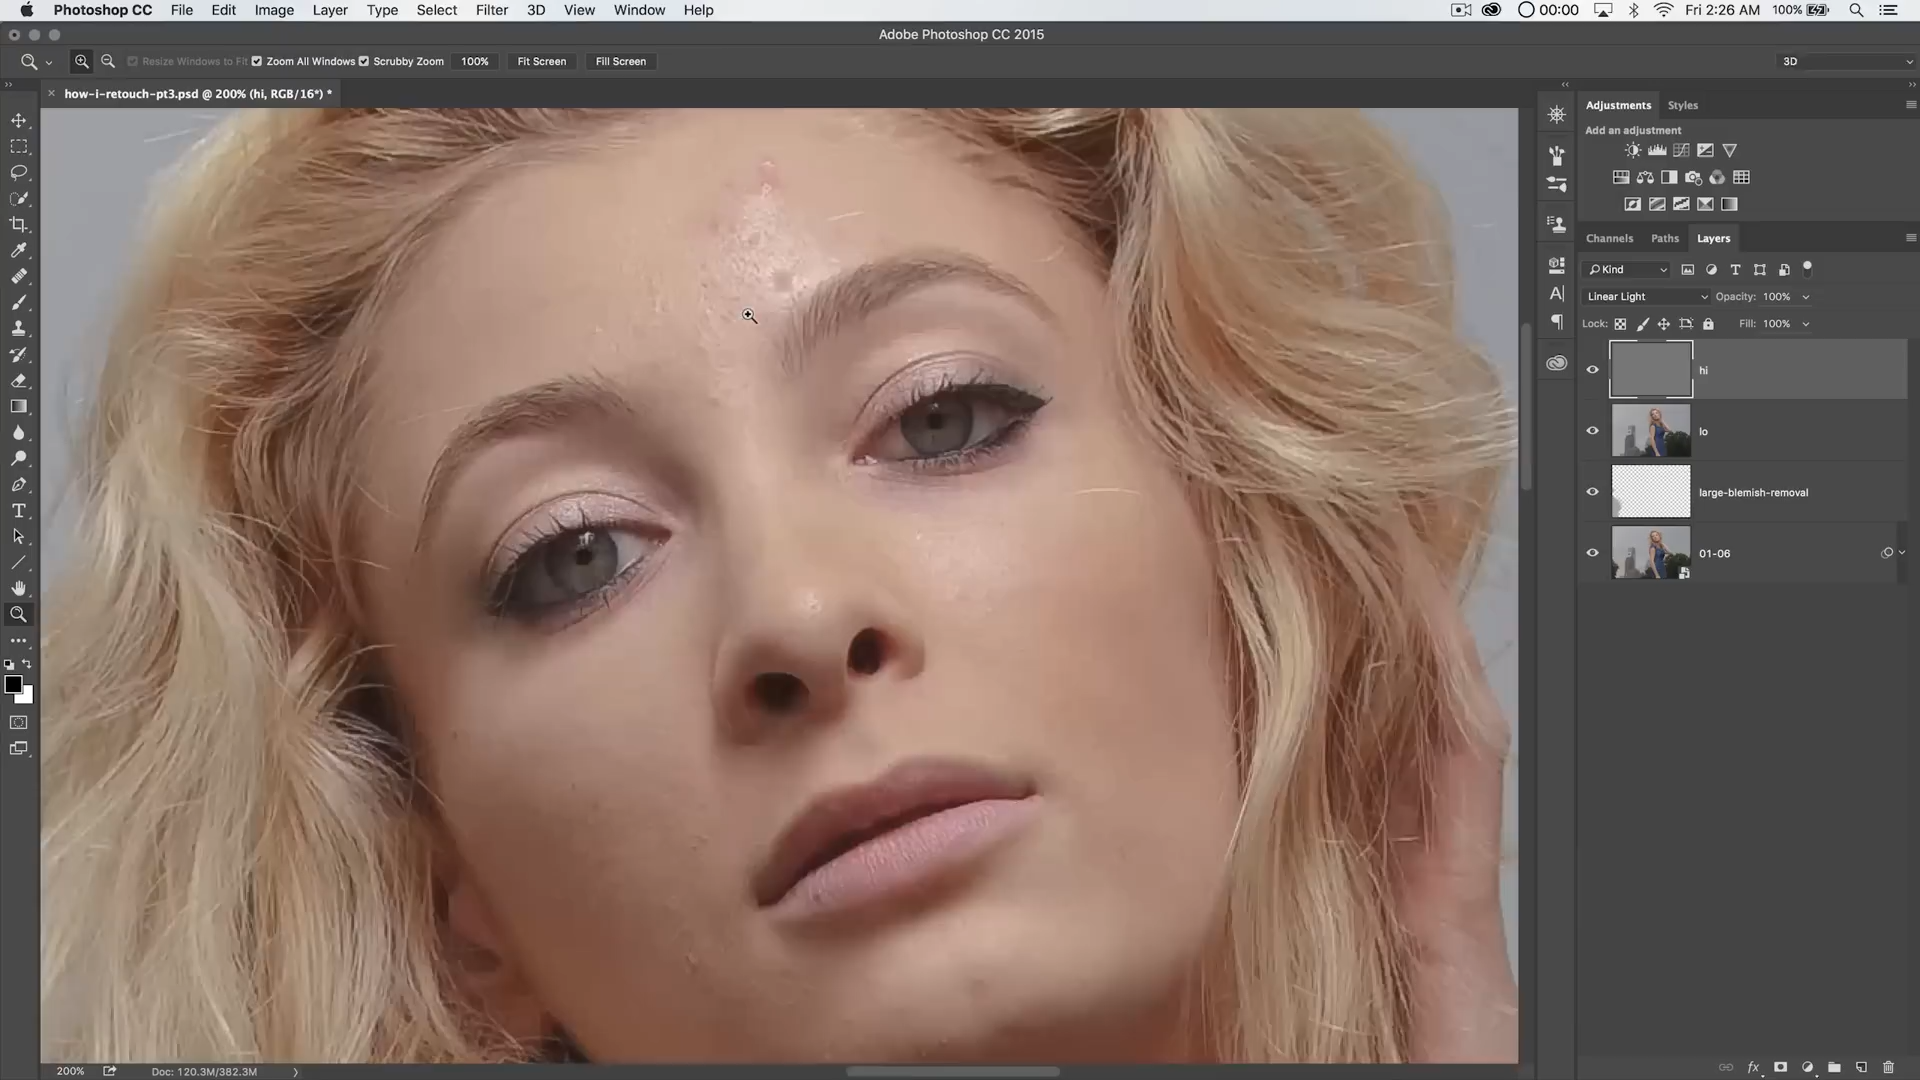 Photoshop CC File Edit Image Layer Type Select Filter 3D View Window Help 00:00 Fri 2:26 AM 100%
Adobe Photoshop CC 2015
Resize Windows to Fit Zoom All Windows Scrubby Zoom 100% Fit Screen Fill Screen 3D
how-i-retouch-pt3.psd @ 200% (hi, RGB/16*) *
Adjustments Styles
Add an adjustment
Channels Paths Layers
Kind
Linear Light Opacity: 100%
Lock: Fill: 100%
hi
lo
large-blemish-removal
01-06
200% Doc: 120.3M/382.3M